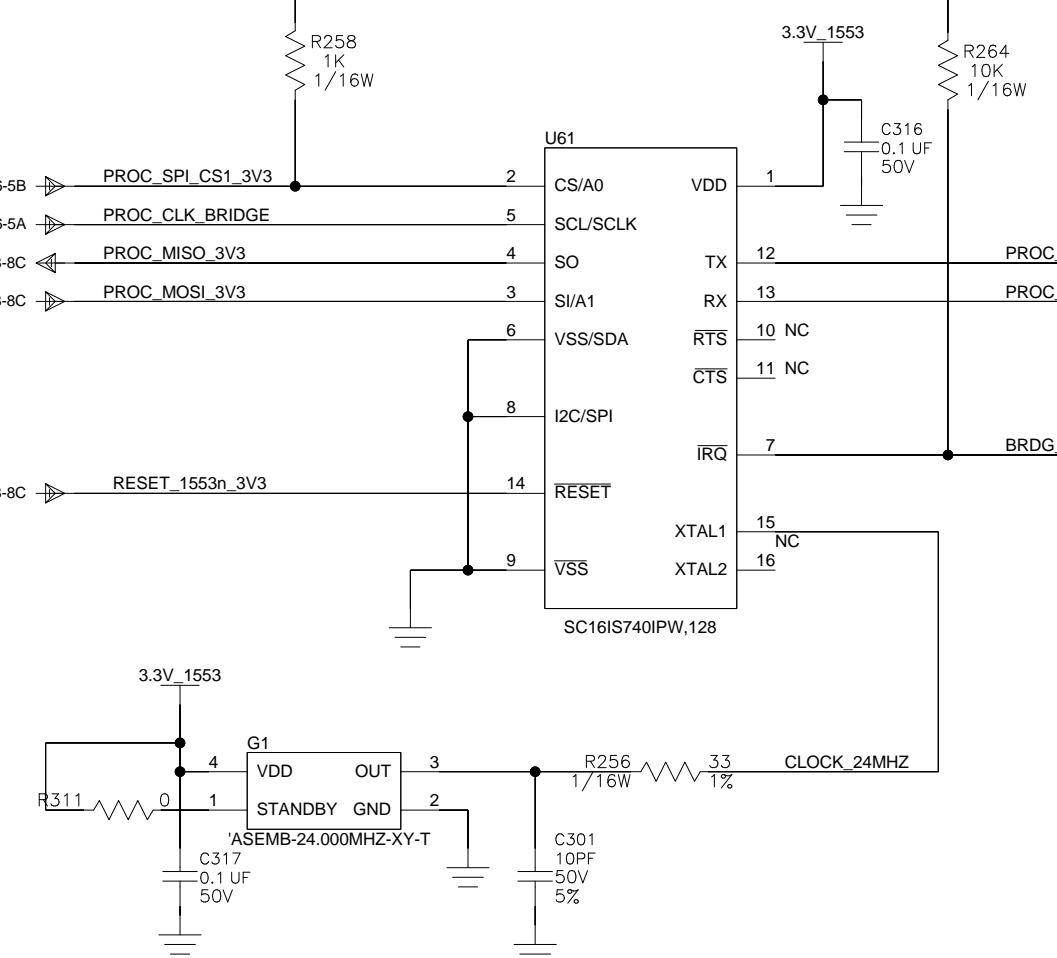 R258
1K
1/16W
3.3V_1553
R264
10K
1/16W
C316
0.1 UF
50V
U61
-5B PROC_SPI_CS1_3V3 2 CS/A0 VDD 1
-5A PROC_CLK_BRIDGE 5 SCL/SCLK
-8C PROC_MISO_3V3 4 SO TX 12 PROC_
-8C PROC_MOSI_3V3 3 SI/A1 RX 13 PROC_
6 VSS/SDA RTS 10 NC
CTS 11 NC
8 I2C/SPI
IRQ 7 BRDG_
-8C RESET_1553n_3V3 14 RESET
XTAL1 15
NC
9 VSS XTAL2 16
SC16IS740IPW,128
3.3V_1553
G1
4 VDD OUT 3
R256 33 CLOCK_24MHZ
1/16W 1%
R311 0 1 STANDBY GND 2
'ASEMB-24.000MHZ-XY-T
C317
0.1 UF
50V
C301
10PF
50V
5%